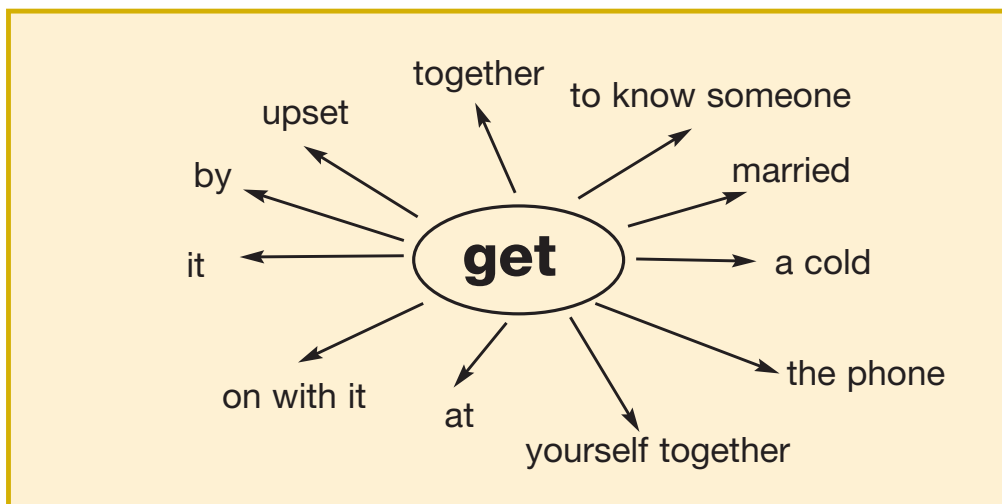 together
to know someone
upset
married
by
get
it
a cold
the phone
on with it
at
yourself together